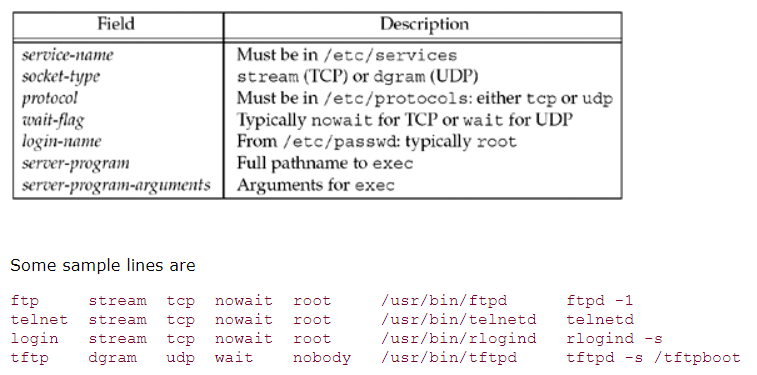 Field Description
service-name Must be in /etc/services
socket-type stream (TCP) or dgram (UDP)
protocol Must be in /etc/protocols: either tcp or udp
wait-flag Typically nowait for TCP or wait for UDP
login-name From /etc/passwd: typically root
server-program Full pathname to exec
server-program-arguments Arguments for exec
Some sample lines are
ftp stream tcp nowait root /usr/bin/ftpd ftpd -1
telnet stream tcp nowait root /usr/bin/telnetd telnetd
login stream tcp nowait root /usr/bin/rlogind rlogind -s
tftp dgram udp wait nobody /usr/bin/tftpd tftpd -s /tftpboot